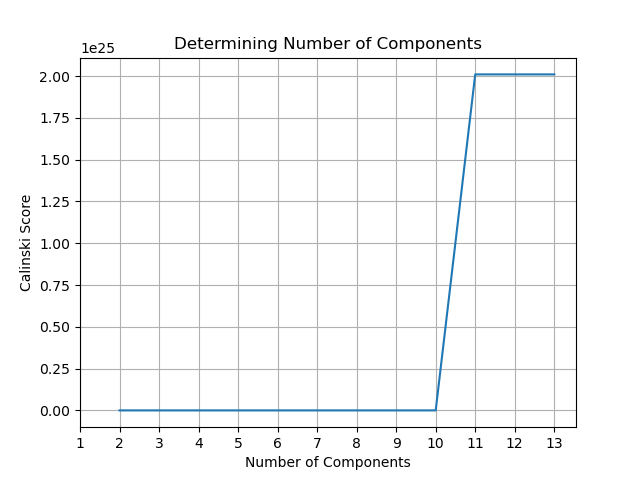 Determining Number of Components
1e25
2.00
1.75
1.50
1.25
1.00
0.75
0.50
0.25
0.00
Calinski Score
1 2 3 4 5 6 7 8 9 10 11 12 13
Number of Components